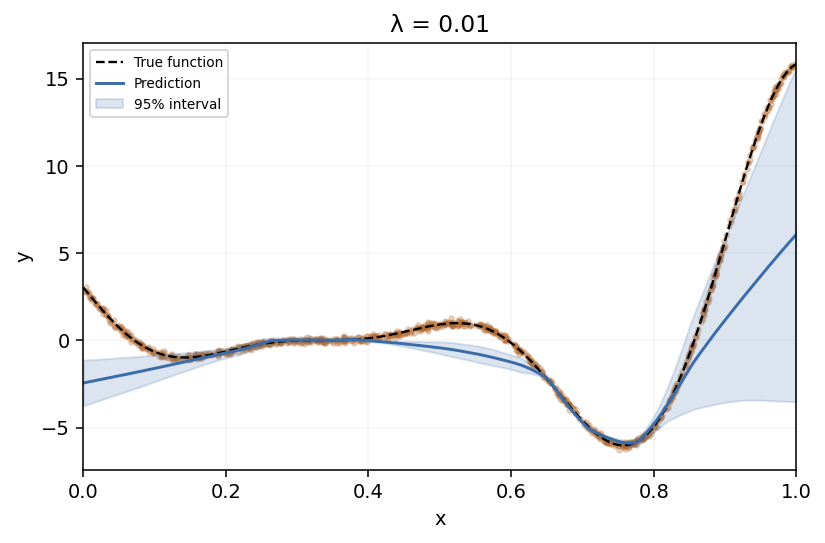 λ = 0.01
True function
Prediction
95% interval
15
10
5
0
−5
y
0.0 0.2 0.4 0.6 0.8 1.0
x